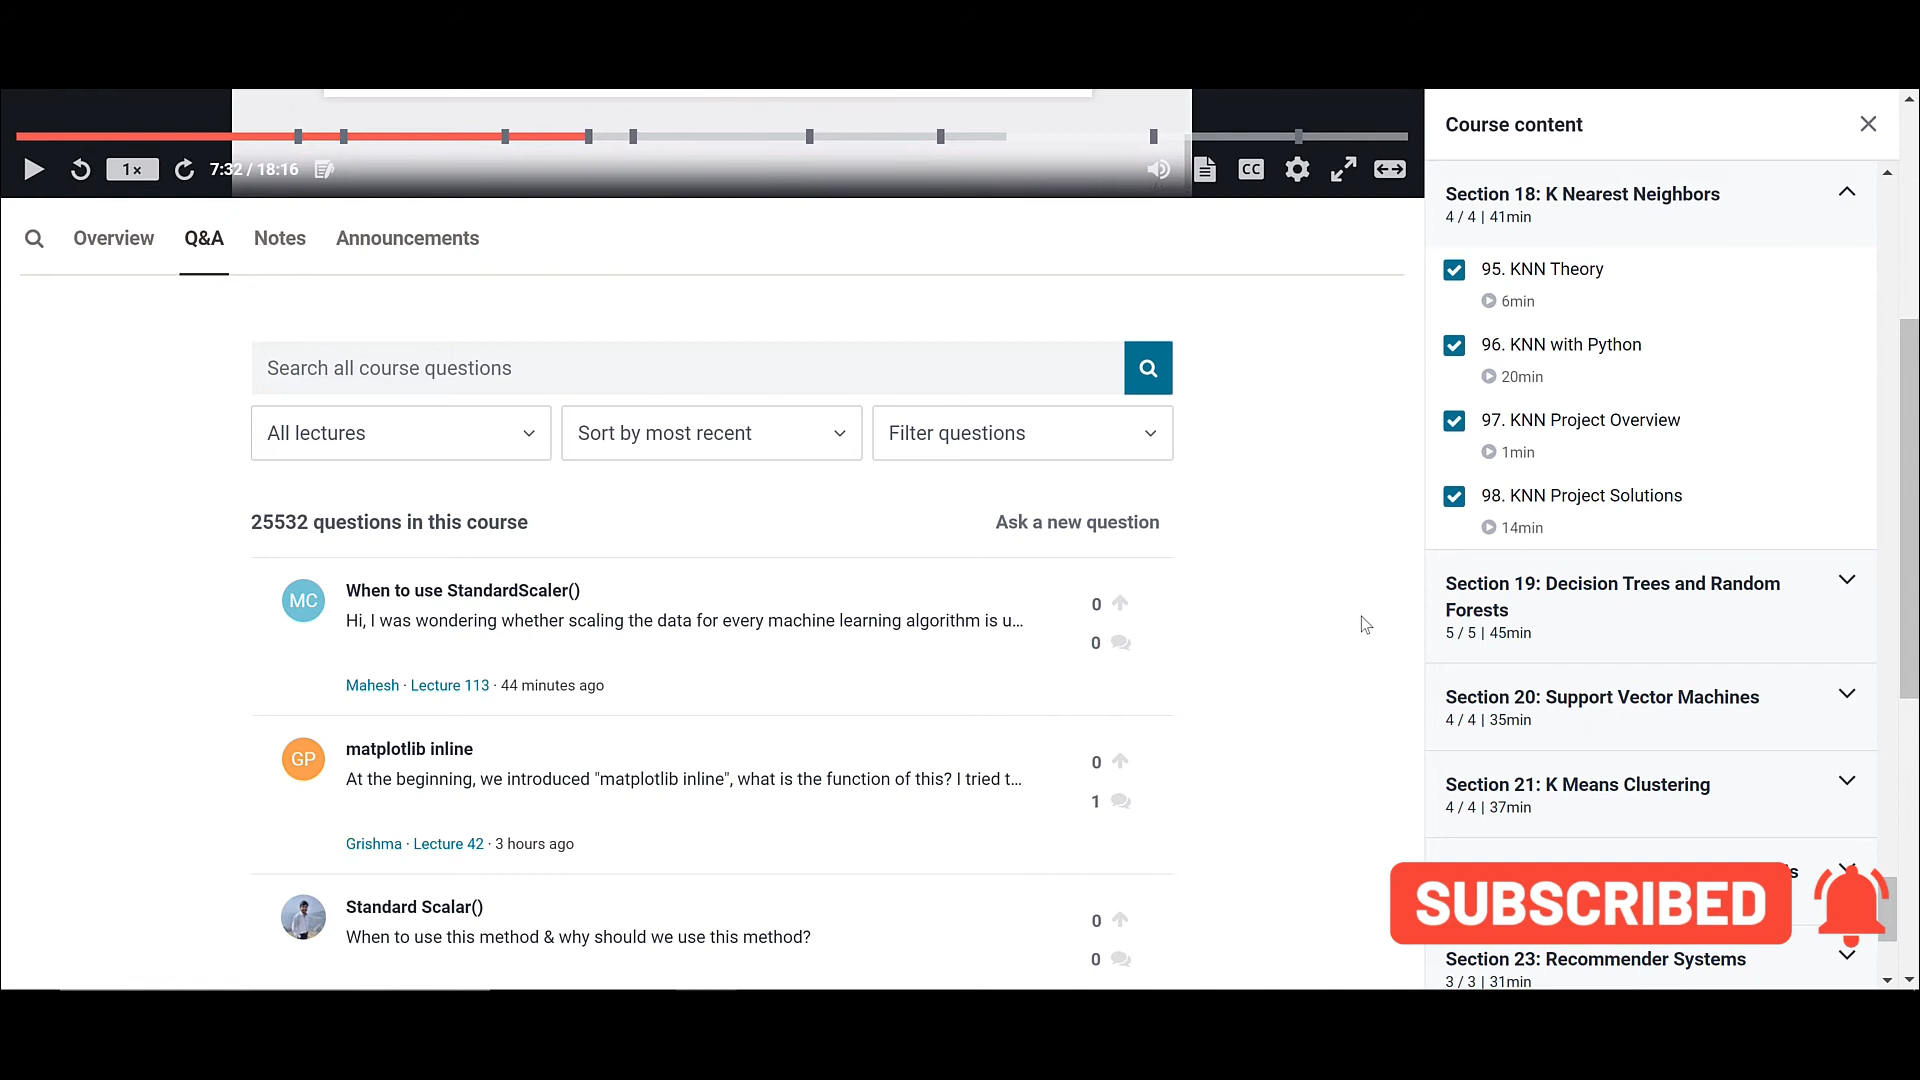 1×
7:32 / 18:16
CC
Overview
Q&A
Notes
Announcements
Search all course questions
All lectures
Sort by most recent
Filter questions
25532 questions in this course
Ask a new question
MC
When to use StandardScaler()
Hi, I was wondering whether scaling the data for every machine learning algorithm is u...
0
0
Mahesh · Lecture 113 · 44 minutes ago
GP
matplotlib inline
At the beginning, we introduced "matplotlib inline", what is the function of this? I tried t...
0
1
Grishma · Lecture 42 · 3 hours ago
Standard Scalar()
When to use this method & why should we use this method?
0
0
Course content
Section 18: K Nearest Neighbors
4 / 4 | 41min
95. KNN Theory
6min
96. KNN with Python
20min
97. KNN Project Overview
1min
98. KNN Project Solutions
14min
Section 19: Decision Trees and Random
Forests
5 / 5 | 45min
Section 20: Support Vector Machines
4 / 4 | 35min
Section 21: K Means Clustering
4 / 4 | 37min
SUBSCRIBED
Section 23: Recommender Systems
3 / 3 | 31min